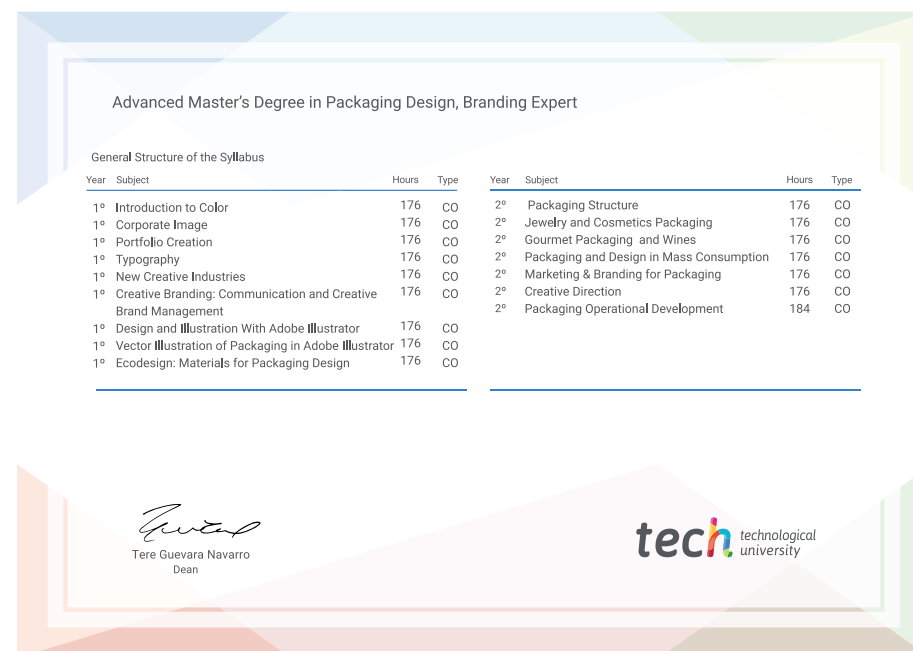 Advanced Master's Degree in Packaging Design, Branding Expert
General Structure of the Syllabus
Year Subject Hours Type
1º Introduction to Color 176 CO
1º Corporate Image 176 CO
1º Portfolio Creation 176 CO
1º Typography 176 CO
1º New Creative Industries 176 CO
1º Creative Branding: Communication and Creative 176 CO
Brand Management
1º Design and Illustration With Adobe Illustrator 176 CO
1º Vector Illustration of Packaging in Adobe Illustrator 176 CO
1º Ecodesign: Materials for Packaging Design 176 CO
Year Subject Hours Type
2º Packaging Structure 176 CO
2º Jewelry and Cosmetics Packaging 176 CO
2º Gourmet Packaging and Wines 176 CO
2º Packaging and Design in Mass Consumption 176 CO
2º Marketing & Branding for Packaging 176 CO
2º Creative Direction 176 CO
2º Packaging Operational Development 184 CO
Tere Guevara Navarro
Dean
tech technological
university